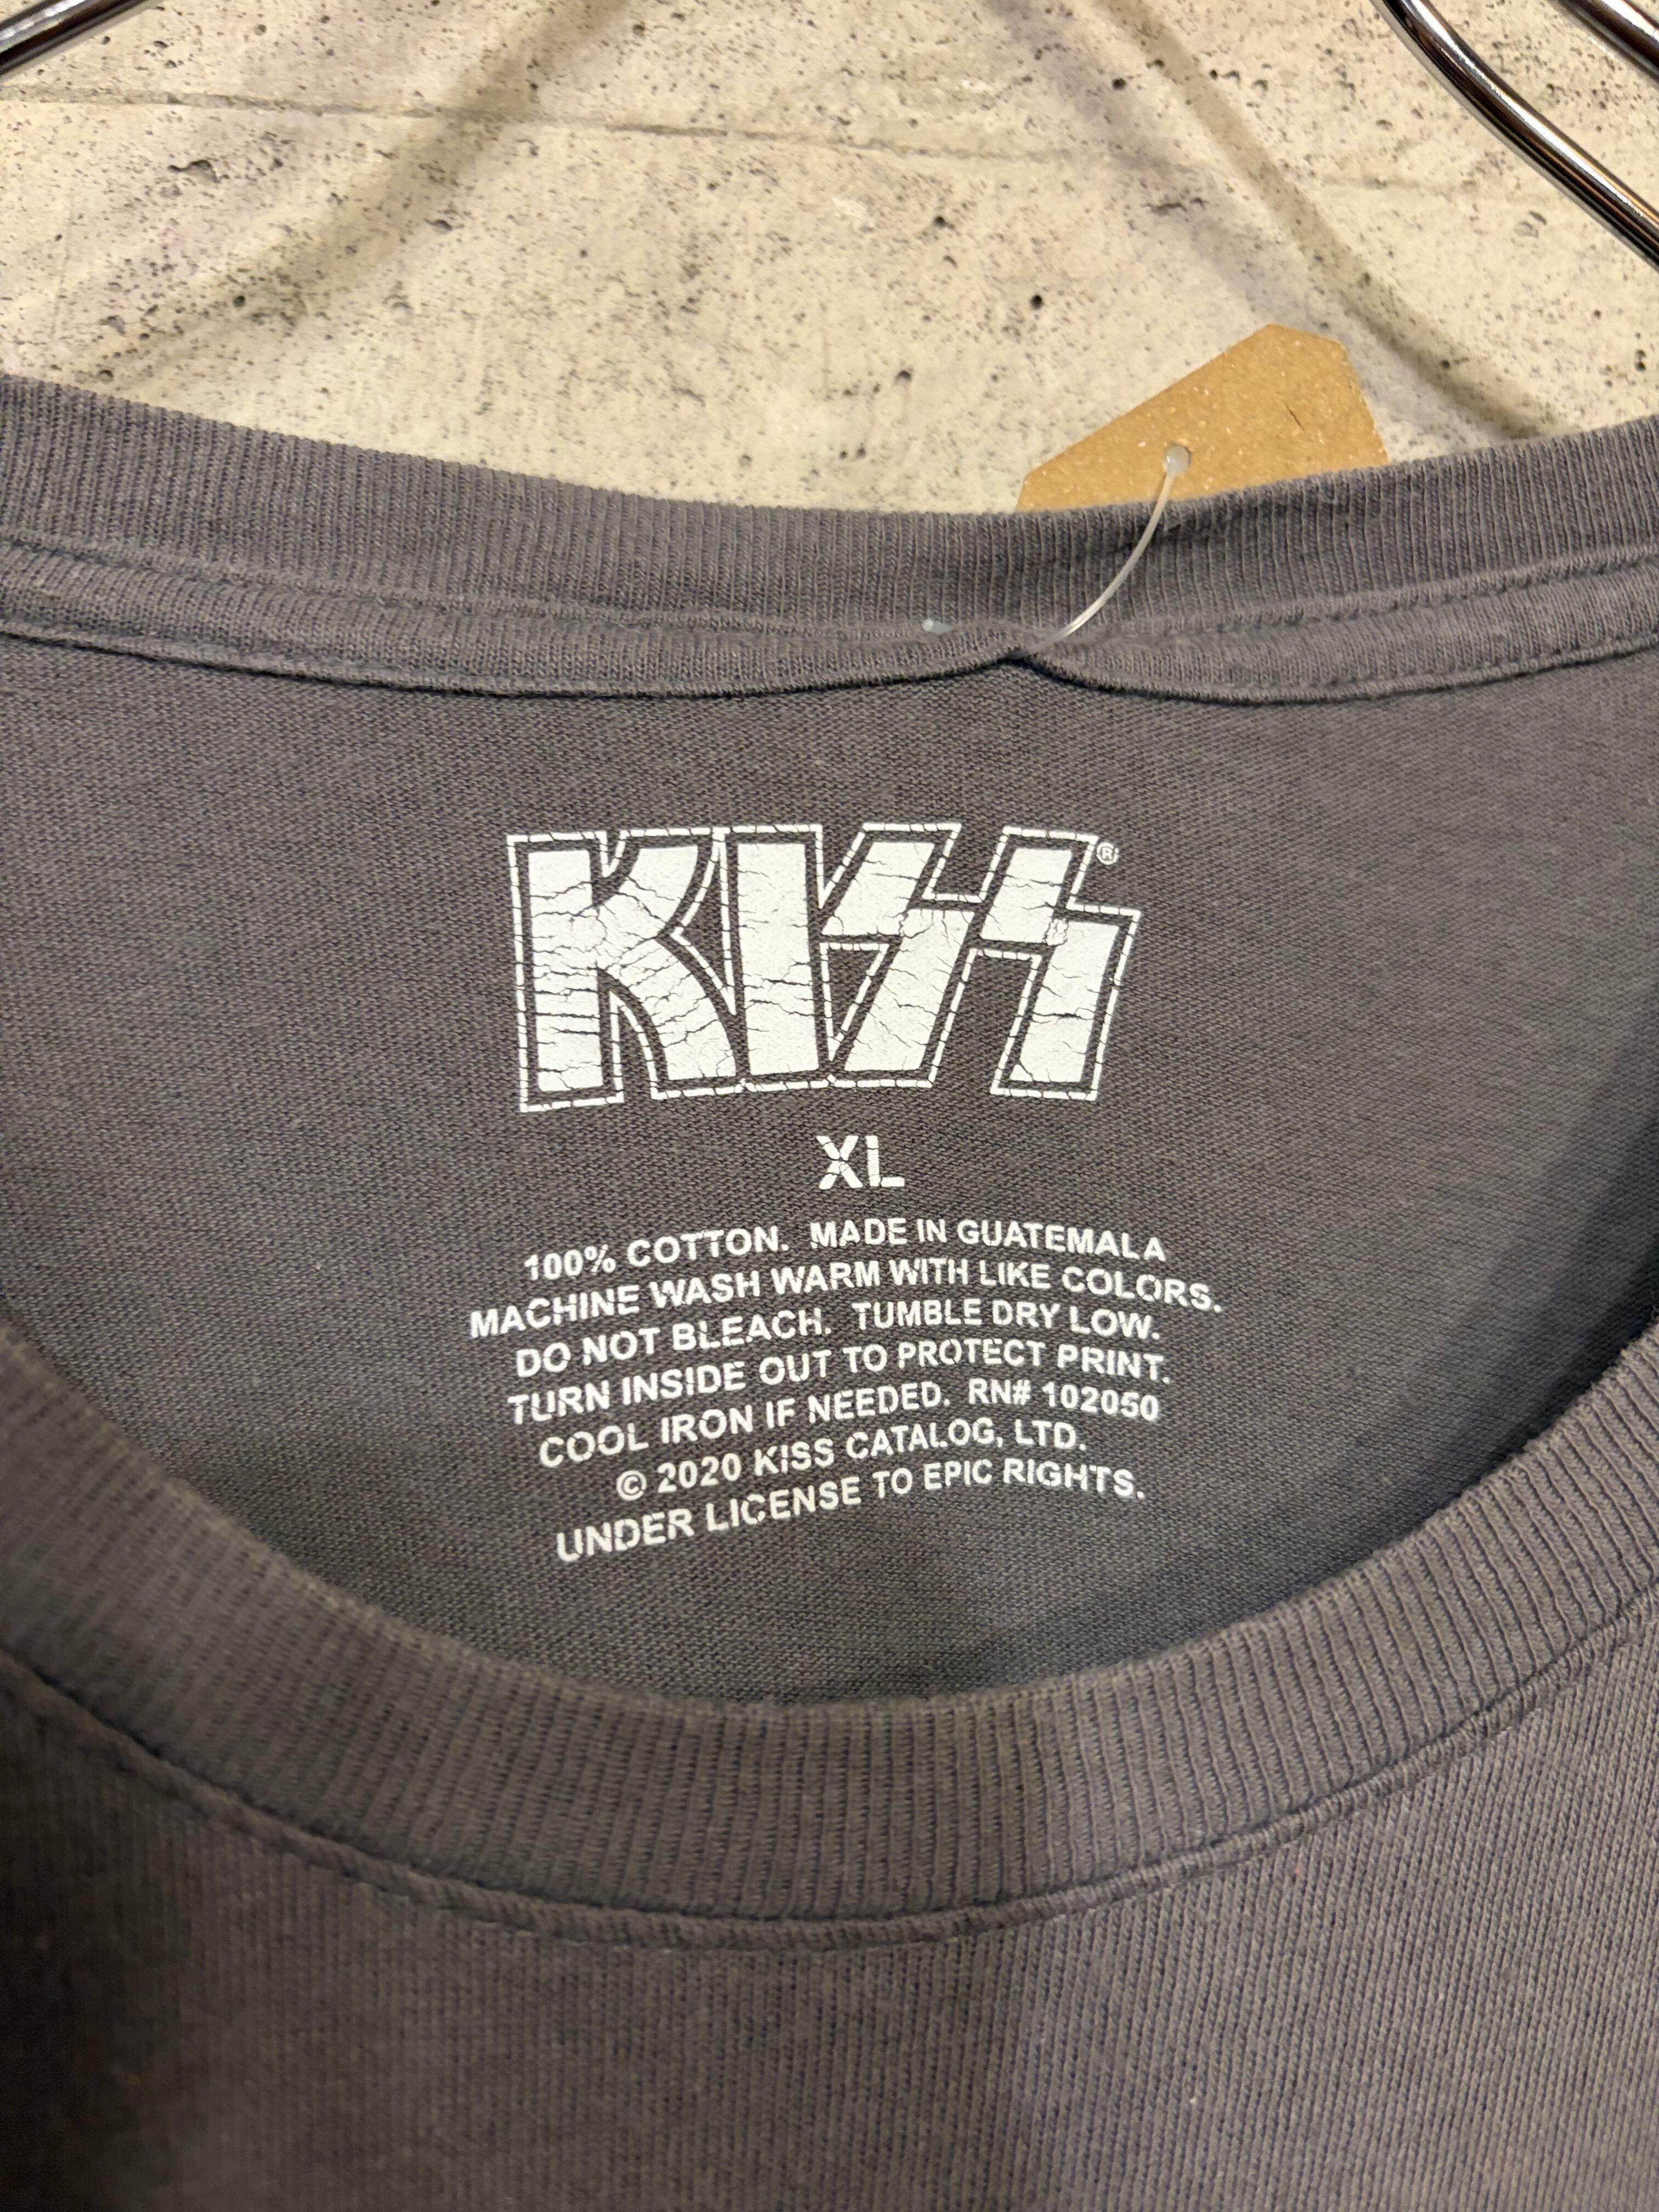 KISS®
XL
100% COTTON. MADE IN GUATEMALA
MACHINE WASH WARM WITH LIKE COLORS.
DO NOT BLEACH. TUMBLE DRY LOW.
TURN INSIDE OUT TO PROTECT PRINT.
COOL IRON IF NEEDED. RN# 102050
© 2020 KISS CATALOG, LTD.
UNDER LICENSE TO EPIC RIGHTS.